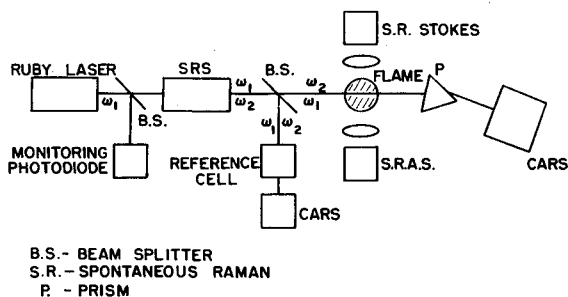 S.R. STOKES
RUBY LASER
SRS
B.S.
FLAME
P
ω₁
B.S.
ω₁
ω₂
ω₂
ω₁
ω₁
ω₂
MONITORING
PHOTODIODE
REFERENCE
CELL
S.R.A.S.
CARS
CARS
B.S.- BEAM SPLITTER
S.R.- SPONTANEOUS RAMAN
P. - PRISM